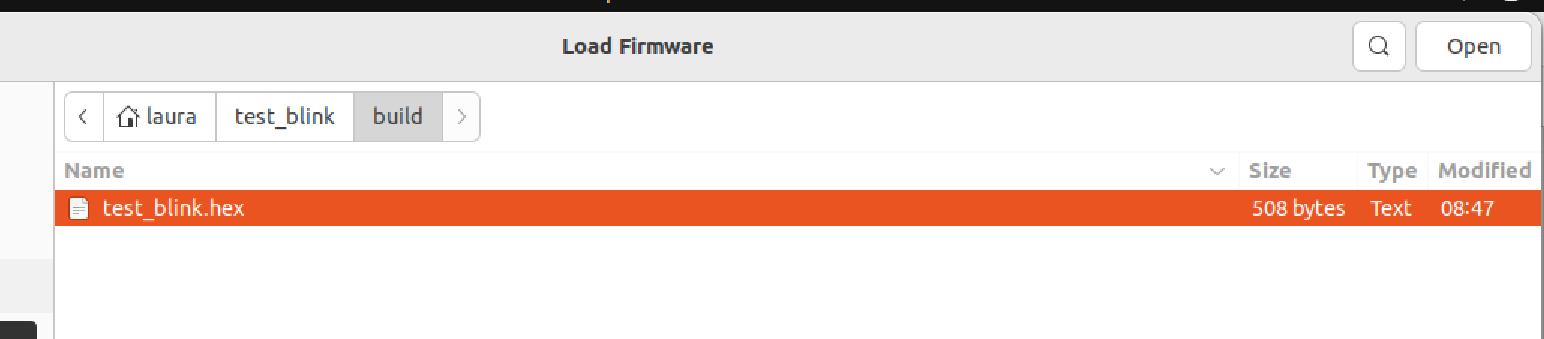 Load Firmware
Open
laura test_blink build
Name Size Type Modified
test_blink.hex 508 bytes Text 08:47